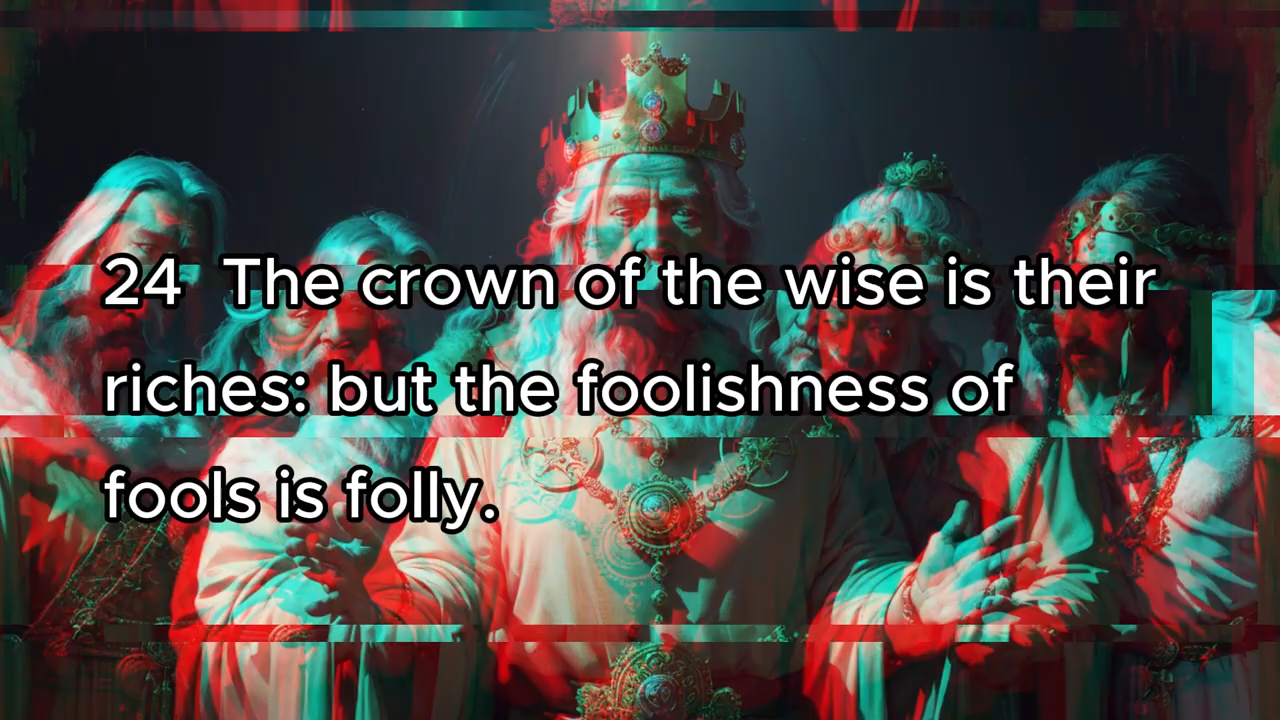 24  The crown of the wise is their
riches: but the foolishness of
fools is folly.